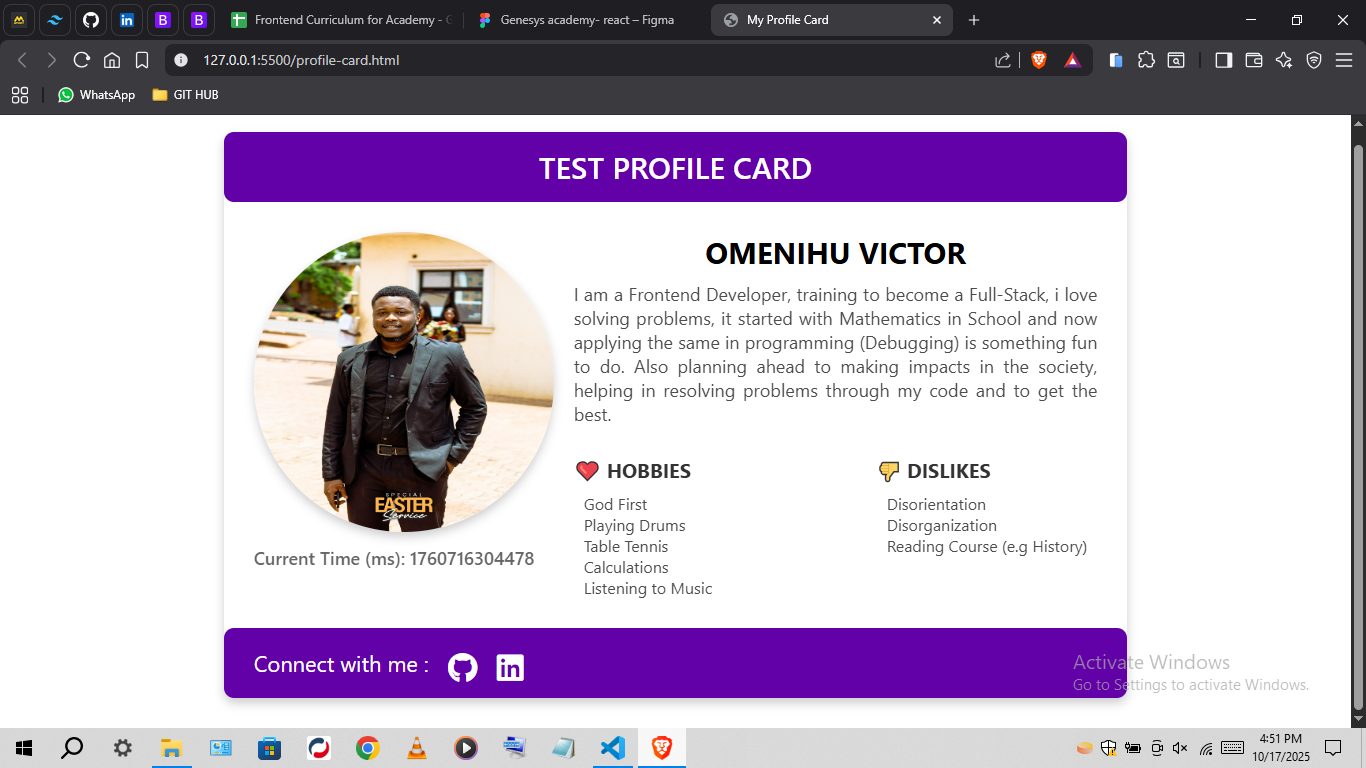 Frontend Curriculum for Academy - G
Genesys academy- react – Figma
My Profile Card
127.0.0.1:5500/profile-card.html
WhatsApp
GIT HUB
TEST PROFILE CARD
OMENIHU VICTOR
I am a Frontend Developer, training to become a Full-Stack, i love
solving problems, it started with Mathematics in School and now
applying the same in programming (Debugging) is something fun
to do. Also planning ahead to making impacts in the society,
helping in resolving problems through my code and to get the
best.
SPECIAL
EASTER
Service
Current Time (ms): 1760716304478
HOBBIES
God First
Playing Drums
Table Tennis
Calculations
Listening to Music
DISLIKES
Disorientation
Disorganization
Reading Course (e.g History)
Connect with me :
Activate Windows
Go to Settings to activate Windows.
4:51 PM
10/17/2025